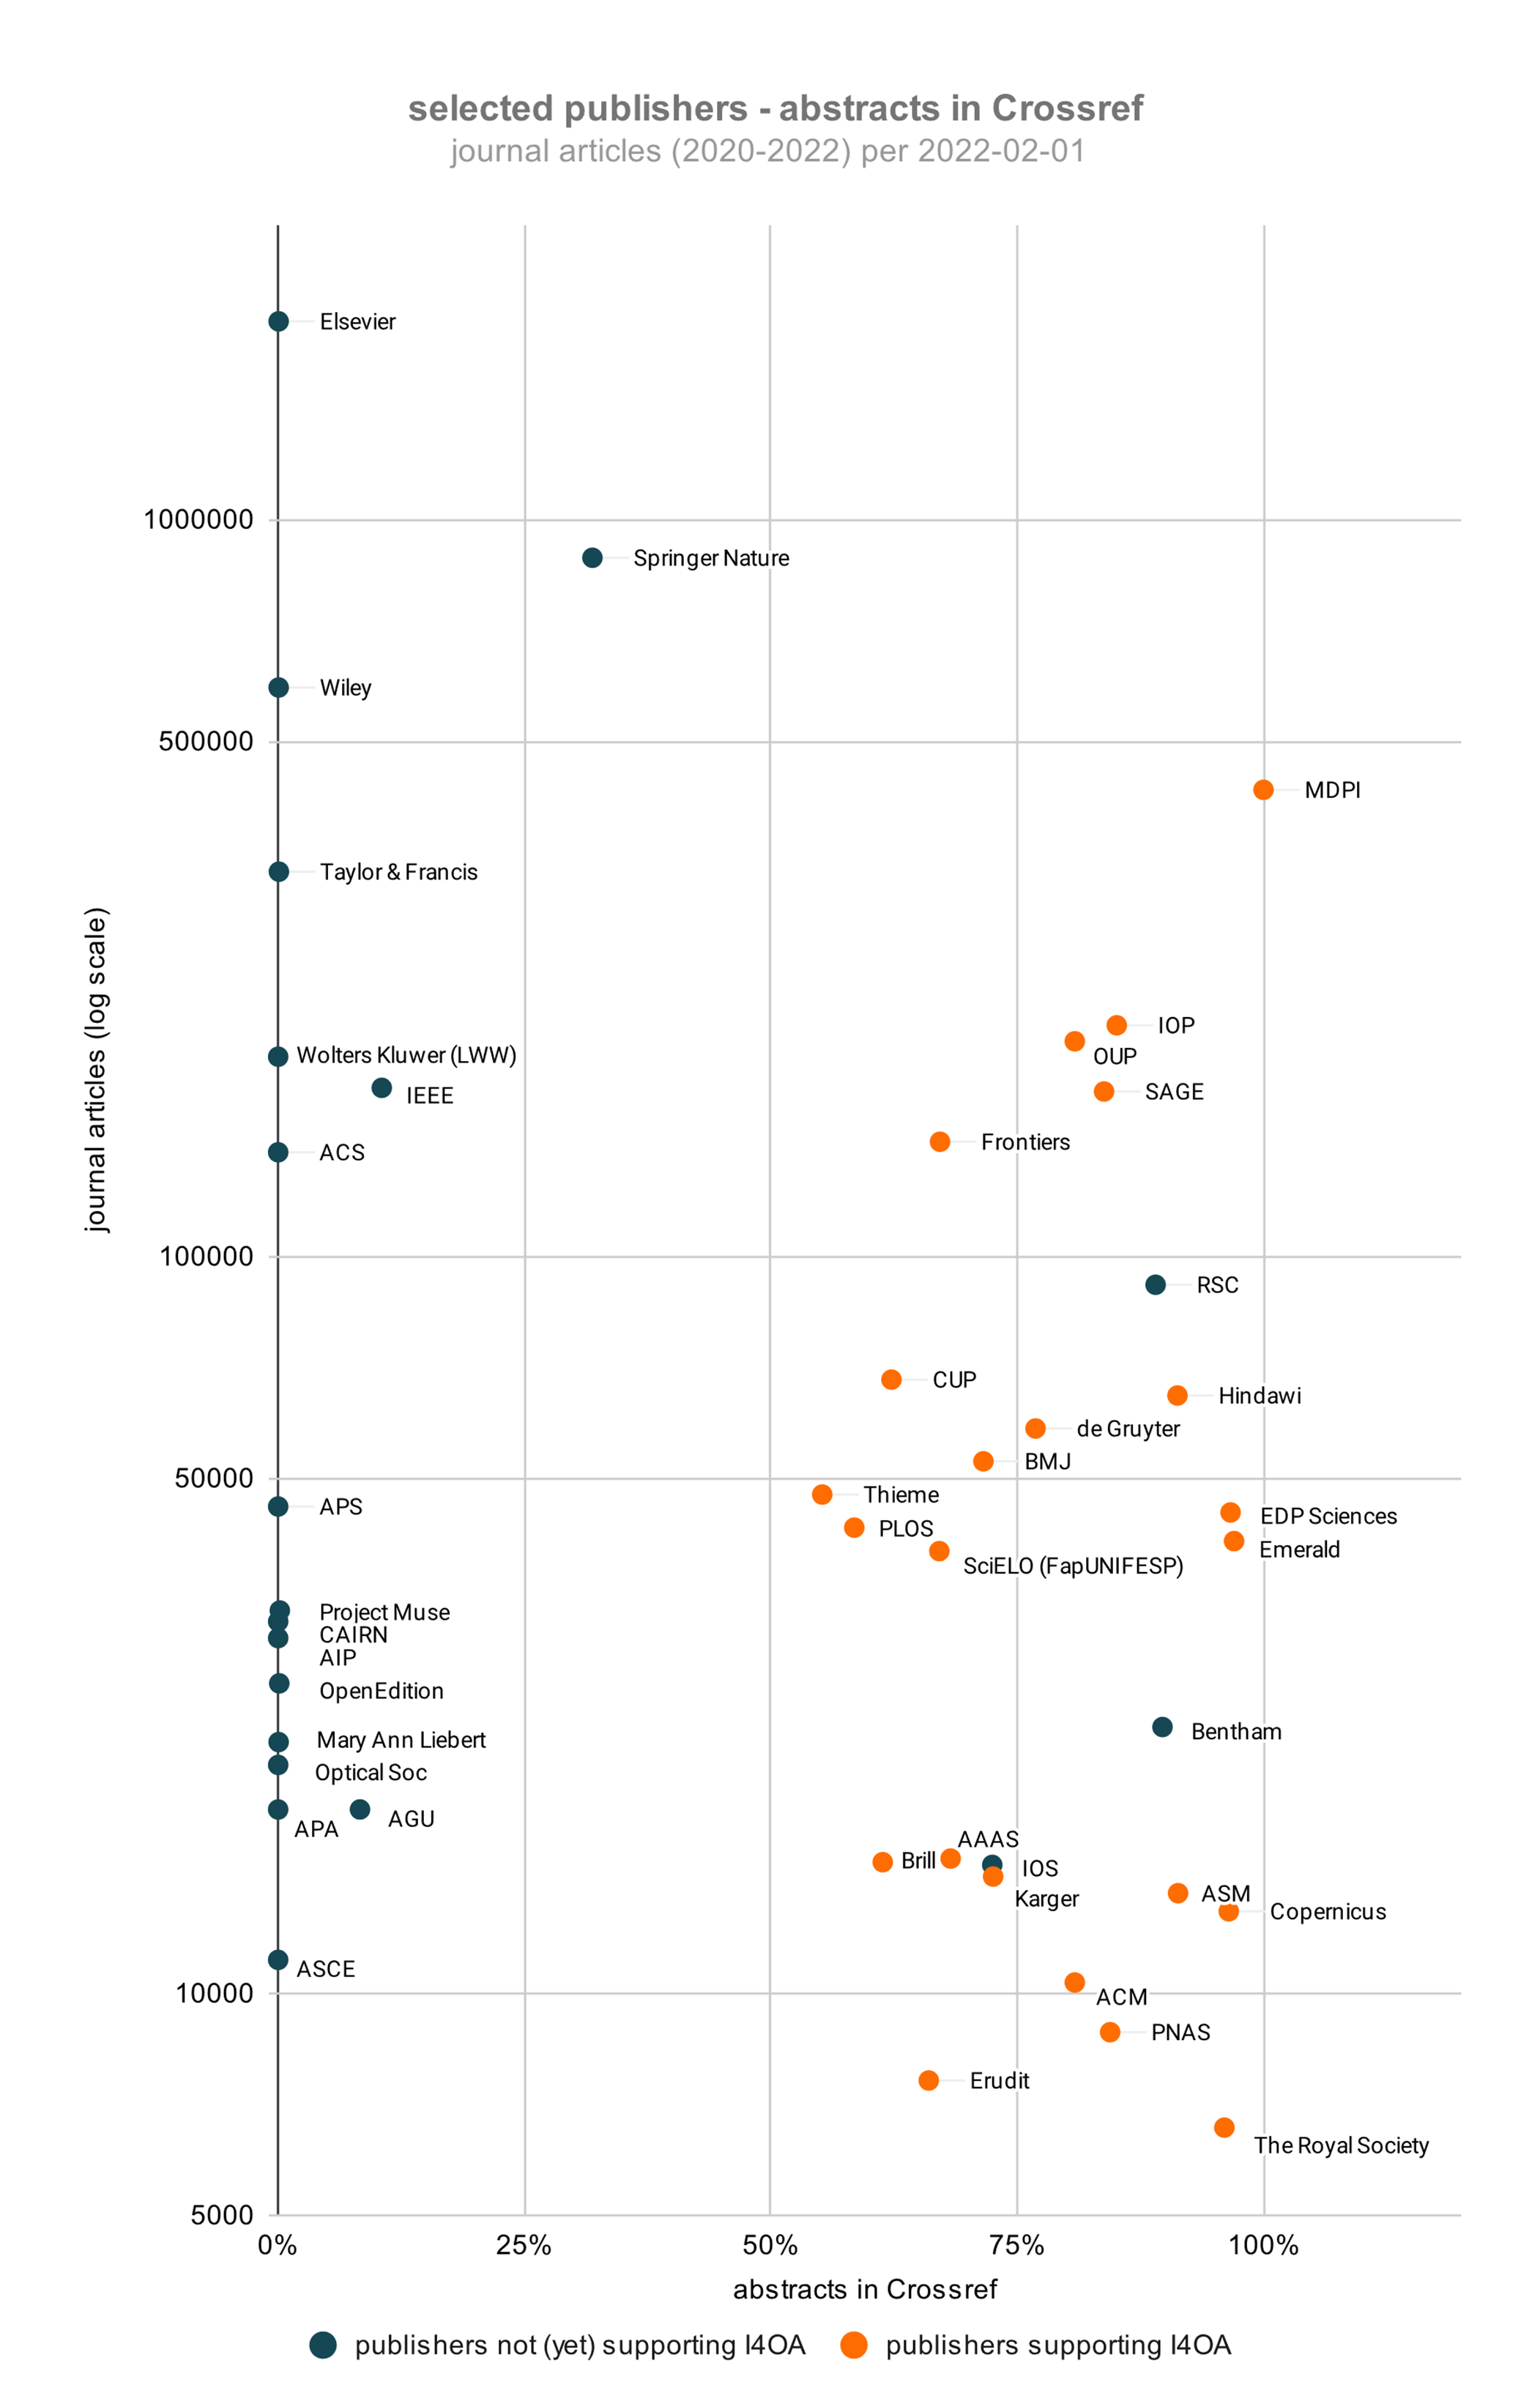 selected publishers - abstracts in Crossref
journal articles (2020-2022) per 2022-02-01
Elsevier
1000000
Springer Nature
Wiley
500000
MDPI
Taylor & Francis
journal articles (log scale)
IOP
OUP
Wolters Kluwer (LWW)
IEEE
SAGE
Frontiers
ACS
100000
RSC
CUP
Hindawi
de Gruyter
BMJ
50000
Thieme
APS
EDP Sciences
PLOS
Emerald
SciELO (FapUNIFESP)
Project Muse
CAIRN
AIP
OpenEdition
Bentham
Mary Ann Liebert
Optical Soc
AGU
APA
AAAS
Brill
IOS
Karger
ASM
Copernicus
ASCE
10000
ACM
PNAS
Erudit
The Royal Society
5000
0% 25% 50% 75% 100%
abstracts in Crossref
publishers not (yet) supporting I4OA publishers supporting I4OA